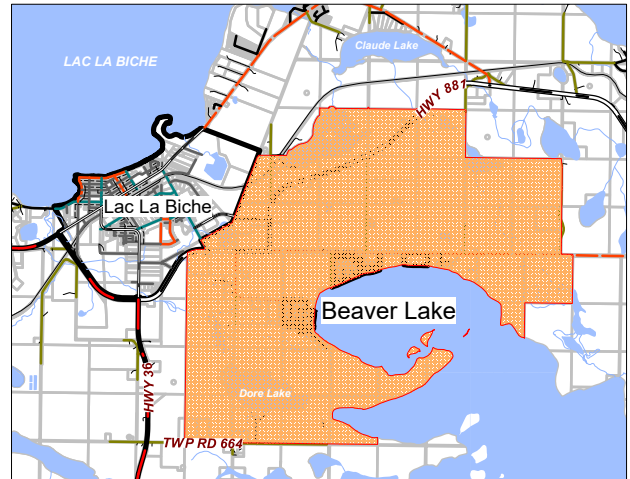 Claude Lake
LAC LA BICHE
HWY 881
Lac La Biche
Beaver Lake
HWY 36
Dore Lake
TWP RD 664